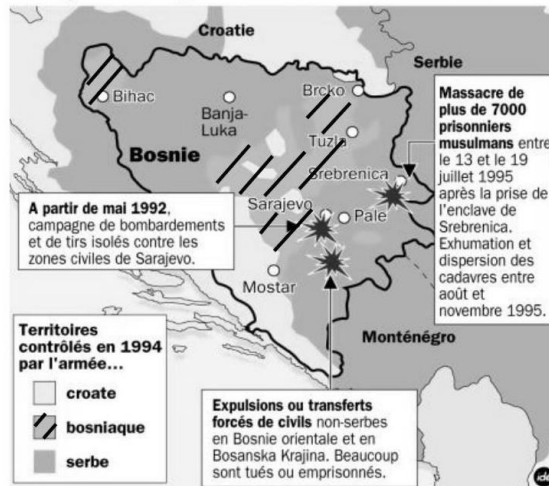 Croatie
Serbie
Bihac
Banja-
Luka
Brcko
Tuzla
Bosnie
Srebrenica
Sarajevo
Pale
Mostar
Monténégro
Massacre de
plus de 7000
prisonniers
musulmans entre
le 13 et le 19
juillet 1995
après la prise de
l'enclave de
Srebrenica.
Exhumation et
dispersion des
cadavres entre
août et
novembre 1995.
A partir de mai 1992,
campagne de bombardements
et de tirs isolés contre les
zones civiles de Sarajevo.
Territoires
contrôlés en 1994
par l'armée...
croate
bosniaque
serbe
Expulsions ou transferts
forcés de civils non-serbes
en Bosnie orientale et en
Bosanska Krajina. Beaucoup
sont tués ou emprisonnés.
idé